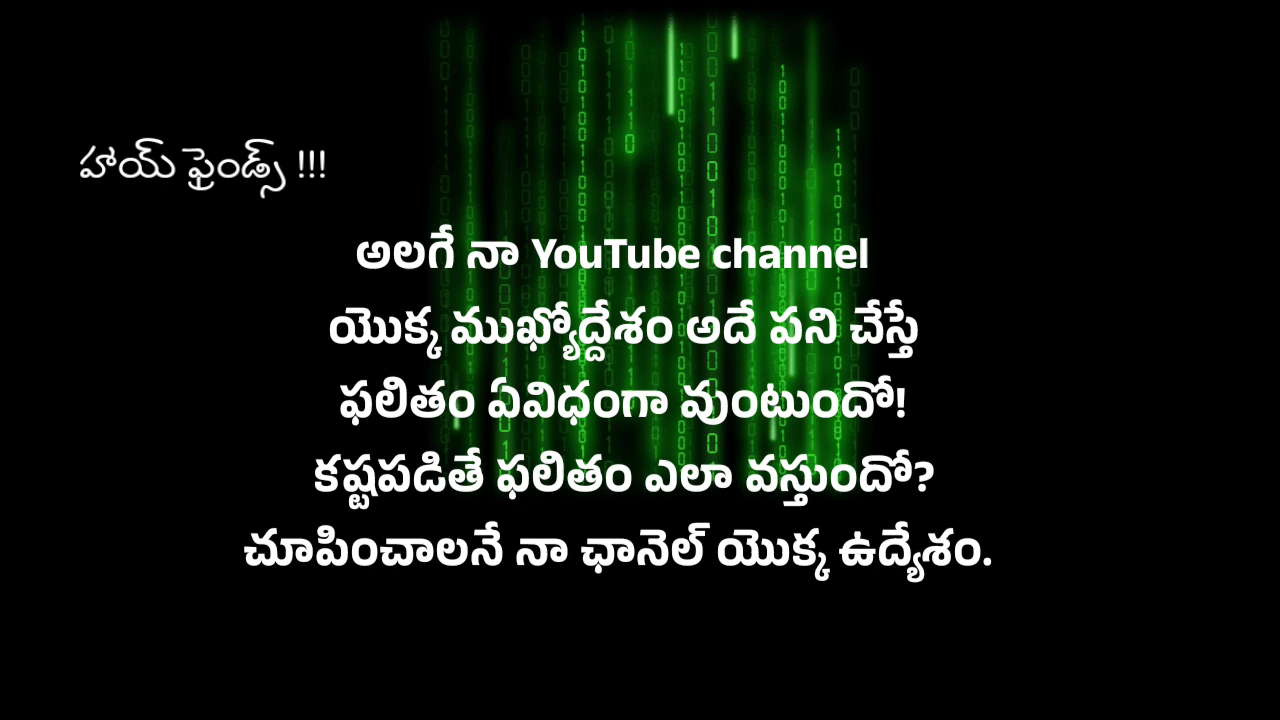 హాయ్ ఫ్రెండ్స్ !!!
అలగే నా YouTube channel
యొక్క ముఖ్యోద్దేశం అదే పని చేస్తే
ఫలితం ఏవిధంగా వుంటుందో!
కష్టపడితే ఫలితం ఎలా వస్తుందో?
చూపించాలనే నా ఛానెల్ యొక్క ఉద్యేశం.